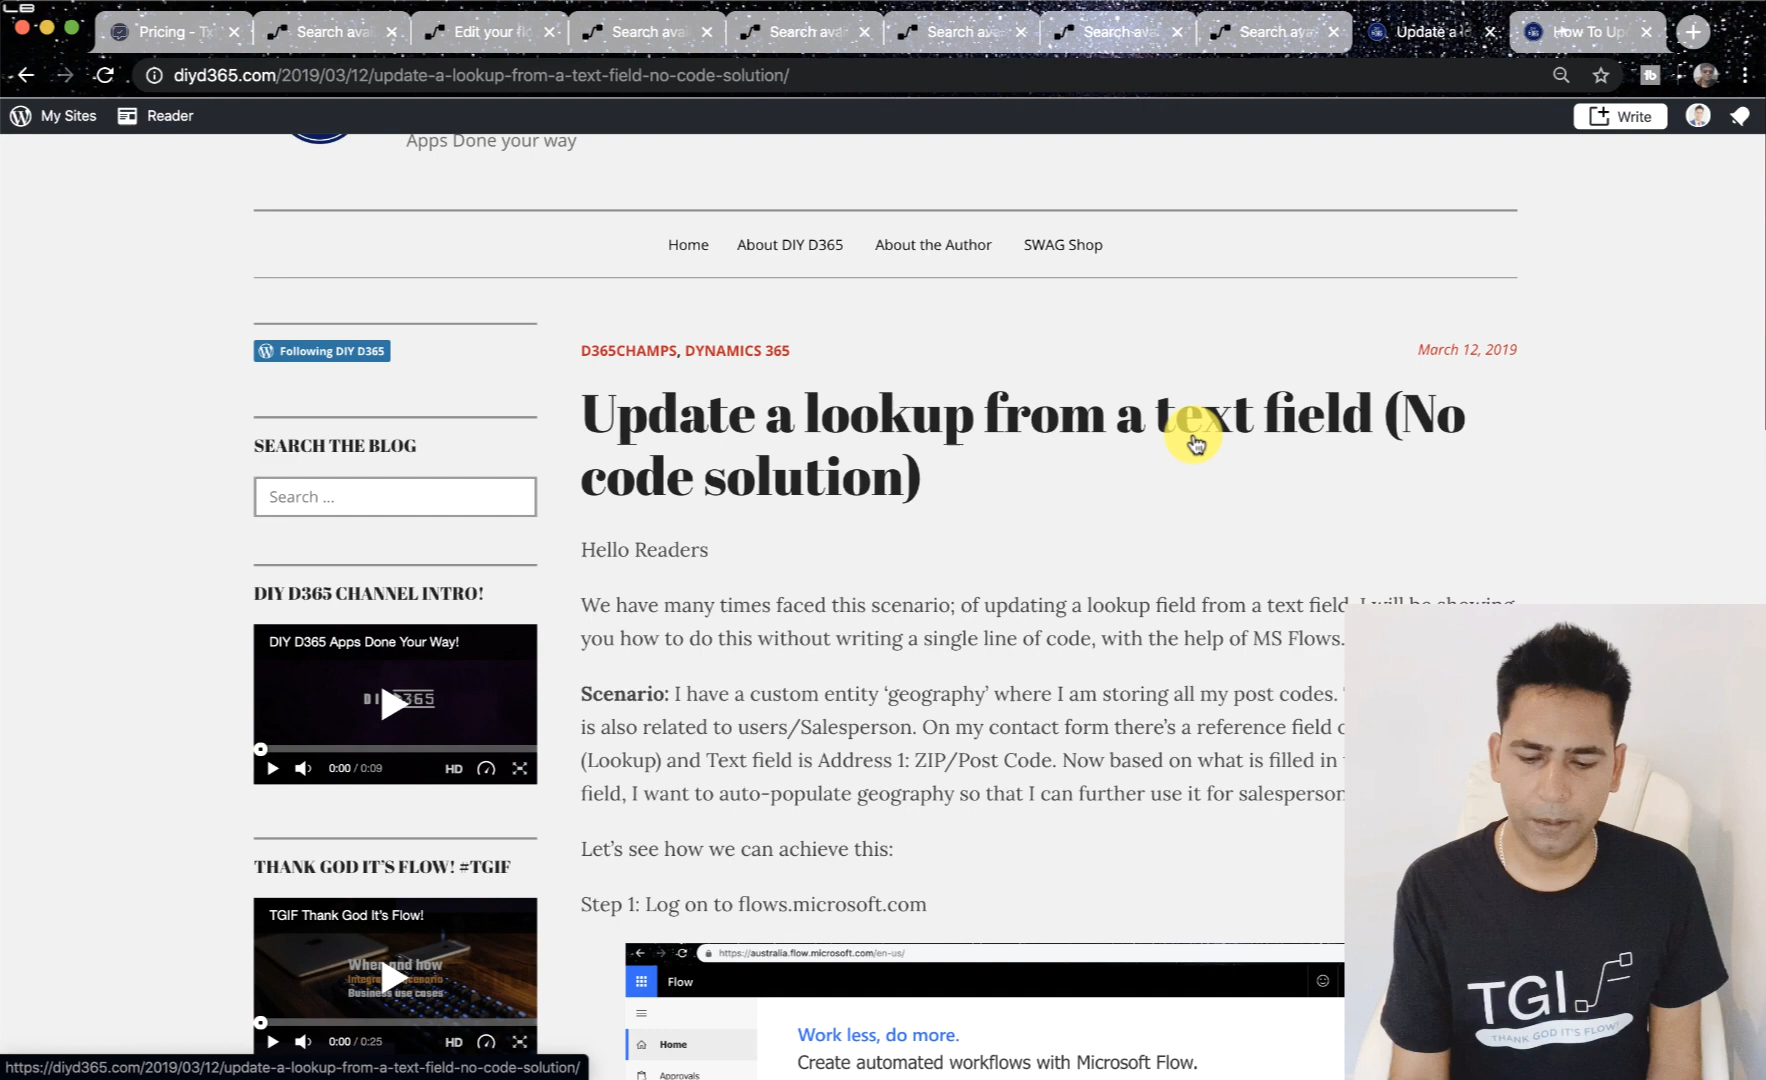 Pricing - Tx
Search avai
Edit your flo
Search avai
Search avai
Search ava
Search ava
Search ava
Update a lo
How To Up
diyd365.com/2019/03/12/update-a-lookup-from-a-text-field-no-code-solution/
My Sites
Reader
Write
Apps Done your way
Home
About DIY D365
About the Author
SWAG Shop
Following DIY D365
SEARCH THE BLOG
Search ...
DIY D365 CHANNEL INTRO!
DIY D365 Apps Done Your Way!
0:00 / 0:09
HD
THANK GOD IT'S FLOW! #TGIF
TGIF Thank God It's Flow!
When and how
Integration scenario
Business use cases
0:00 / 0:25
HD
D365CHAMPS, DYNAMICS 365
March 12, 2019
Update a lookup from a text field (No
code solution)
Hello Readers
We have many times faced this scenario; of updating a lookup field from a text field. I will be showing
you how to do this without writing a single line of code, with the help of MS Flows.
Scenario: I have a custom entity ‘geography’ where I am storing all my post codes.
is also related to users/Salesperson. On my contact form there’s a reference field
(Lookup) and Text field is Address 1: ZIP/Post Code. Now based on what is filled in
field, I want to auto-populate geography so that I can further use it for salesperson
Let’s see how we can achieve this:
Step 1: Log on to flows.microsoft.com
https://australia.flow.microsoft.com/en-us/
Flow
Home
Approvals
Work less, do more.
Create automated workflows with Microsoft Flow.
TGI
THANK GOD IT'S FLOW!
https://diyd365.com/2019/03/12/update-a-lookup-from-a-text-field-no-code-solution/